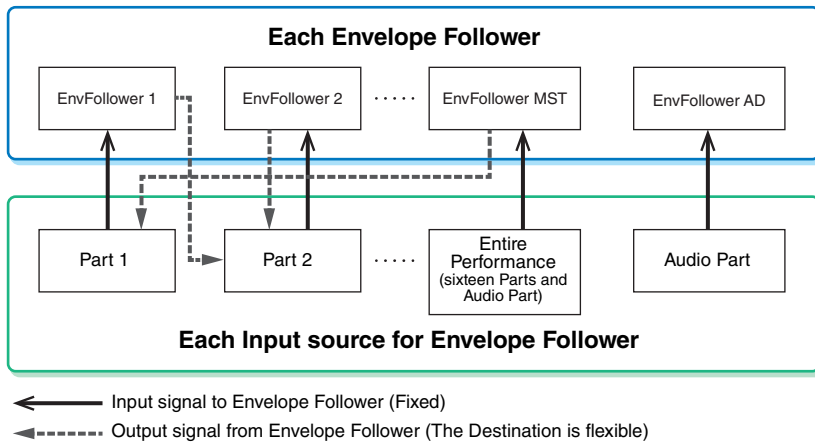 Each Envelope Follower
EnvFollower 1
EnvFollower 2
·····
EnvFollower MST
EnvFollower AD
Part 1
Part 2
·····
Entire
Performance
(sixteen Parts and
Audio Part)
Audio Part
Each Input source for Envelope Follower
Input signal to Envelope Follower (Fixed)
Output signal from Envelope Follower (The Destination is flexible)